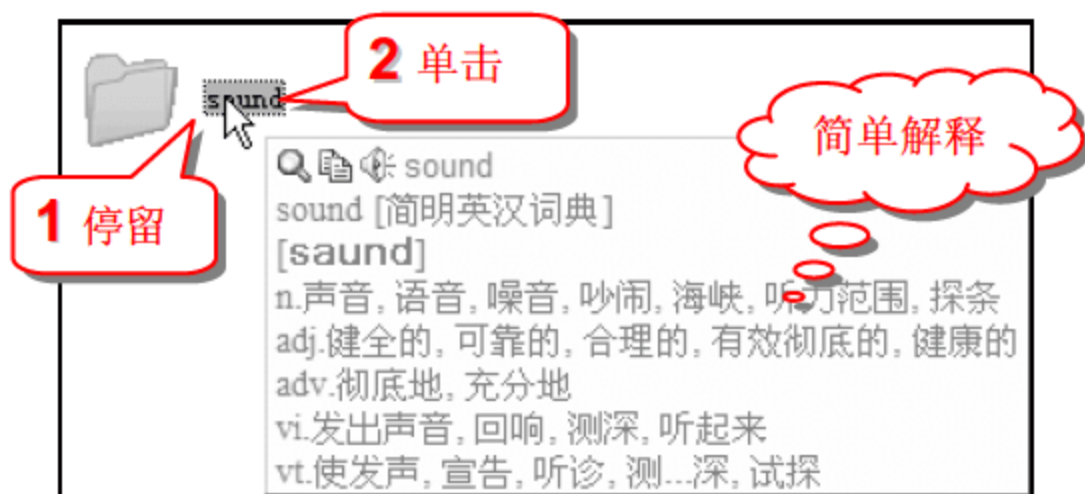 2 单击
sound
简单解释
1 停留
sound
sound [简明英汉词典]
[saund]
n.声音, 语音, 噪音, 吵闹, 海峡, 听力范围, 探条
adj.健全的, 可靠的, 合理的, 有效彻底的, 健康的
adv.彻底地, 充分地
vi.发出声音, 回响, 测深, 听起来
vt.使发声, 宣告, 听诊, 测...深, 试探